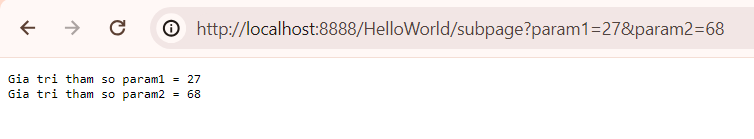 http://localhost:8888/HelloWorld/subpage?param1=27&param2=68
Gia tri tham so param1 = 27
Gia tri tham so param2 = 68